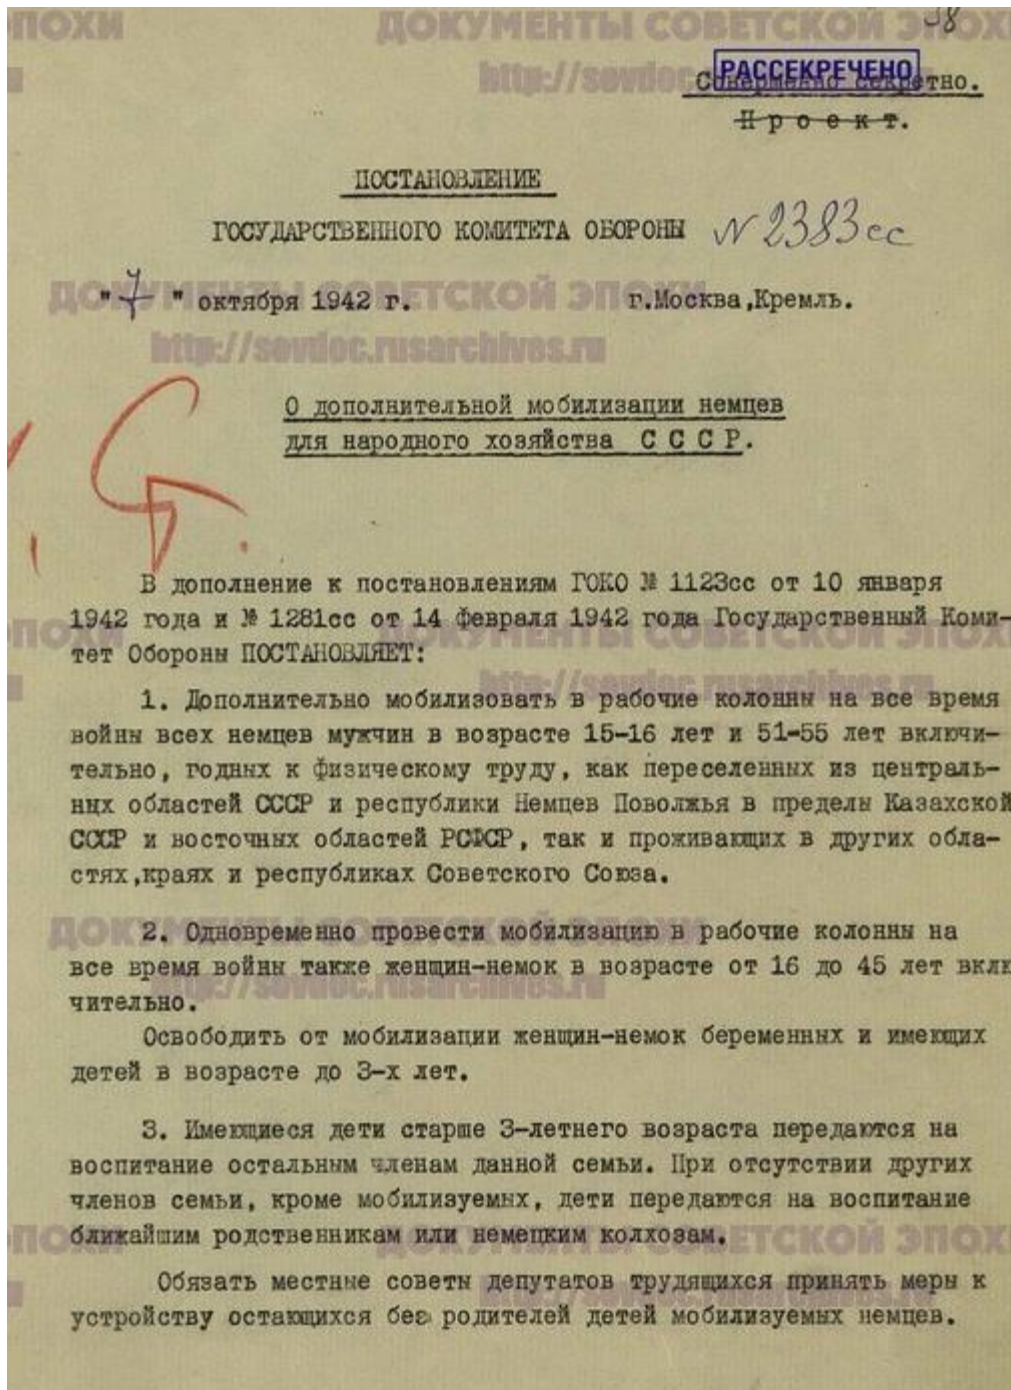 38
РАССЕКРЕЧЕНО
Совершенно секретно.
Проект.
ПОСТАНОВЛЕНИЕ
ГОСУДАРСТВЕННОГО КОМИТЕТА ОБОРОНЫ № 2383сс
"7" октября 1942 г. г.Москва,Кремль.
О дополнительной мобилизации немцев
для народного хозяйства С С С Р.
В дополнение к постановлениям ГОКО № 1123сс от 10 января
1942 года и № 1281сс от 14 февраля 1942 года Государственный Коми-
тет Обороны ПОСТАНОВЛЯЕТ:
1. Дополнительно мобилизовать в рабочие колонны на все время
войны всех немцев мужчин в возрасте 15-16 лет и 51-55 лет включи-
тельно, годных к физическому труду, как переселенных из централь-
ных областей СССР и республики Немцев Поволжья в пределы Казахской
СССР и восточных областей РСФСР, так и проживающих в других обла-
стях,краях и республиках Советского Союза.
2. Одновременно провести мобилизацию в рабочие колонны на
все время войны также женщин-немок в возрасте от 16 до 45 лет вклю
чительно.
Освободить от мобилизации женщин-немок беременных и имеющих
детей в возрасте до 3-х лет.
3. Имеющиеся дети старше 3-летнего возраста передаются на
воспитание остальным членам данной семьи. При отсутствии других
членов семьи, кроме мобилизуемых, дети передаются на воспитание
ближайшим родственникам или немецким колхозам.
Обязать местные советы депутатов трудящихся принять меры к
устройству остающихся без родителей детей мобилизуемых немцев.
ДОКУМЕНТЫ СОВЕТСКОЙ ЭПОХИ
http://sovdoc.rusarchives.ru